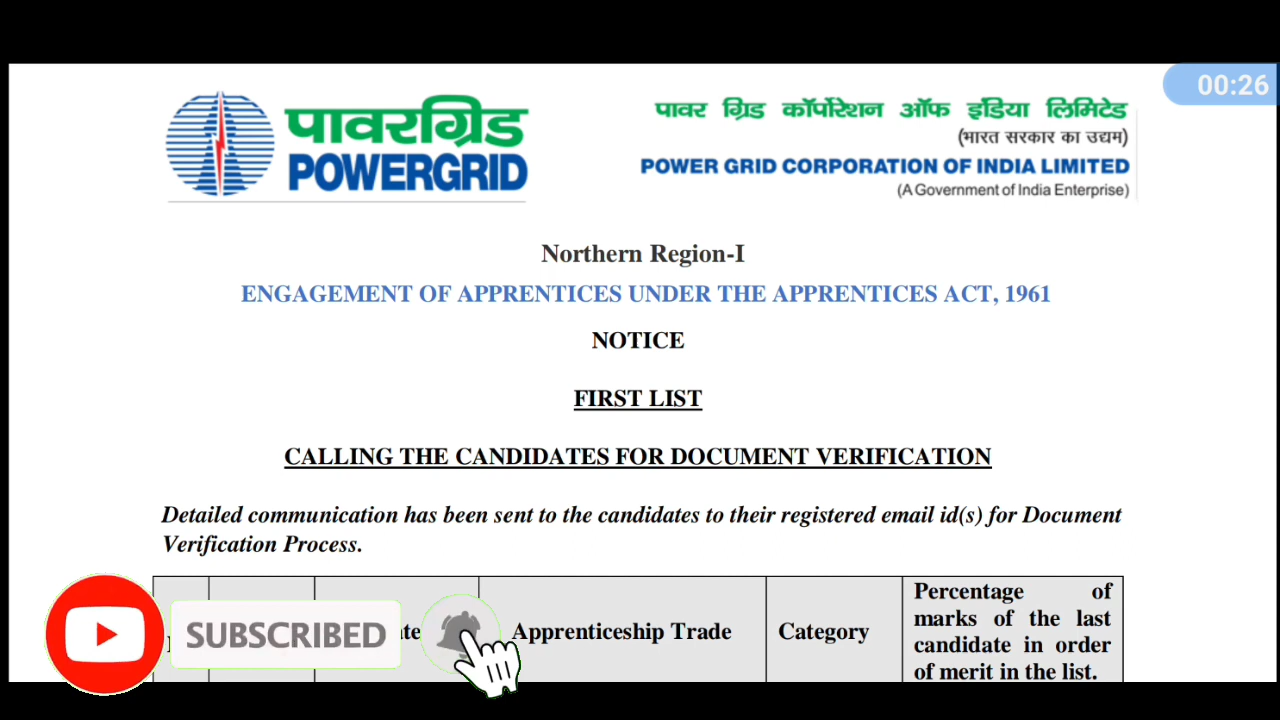 00:26
पावरग्रिड
POWERGRID
पावर ग्रिड कॉर्पोरेशन ऑफ इंडिया लिमिटेड
(भारत सरकार का उद्यम)
POWER GRID CORPORATION OF INDIA LIMITED
(A Government of India Enterprise)
Northern Region-I
ENGAGEMENT OF APPRENTICES UNDER THE APPRENTICES ACT, 1961
NOTICE
FIRST LIST
CALLING THE CANDIDATES FOR DOCUMENT VERIFICATION
Detailed communication has been sent to the candidates to their registered email id(s) for Document
Verification Process.
Apprenticeship Trade
Category
Percentage of
marks of the last
candidate in order
of merit in the list.
SUBSCRIBED